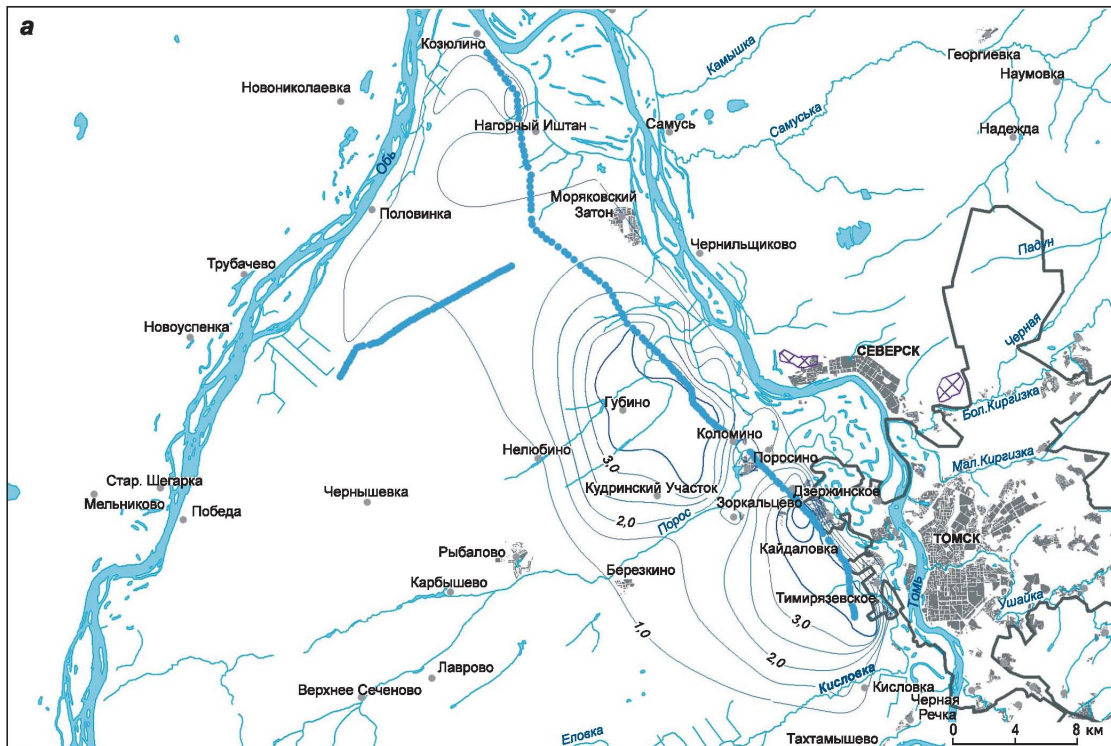 а
Козюлино
Камышка
Георгиевка
Наумовка
Новониколаевка
Нагорный Иштан
Самусь
Самуська
Надежда
Обь
Моряковский
Затон
Половинка
Чернильщиково
Падун
Трубачево
Новоуспенка
Черная
СЕВЕРСК
Губино
Бол.Киргизка
Коломино
Нелюбино
Поросино
Мал.Киргизка
3,0
Стар. Шегарка
Мельниково
Победа
Чернышевка
Кудринский Участок
Дзержинское
Зоркальцево
2,0
Порос
ТОМСК
Кайдаловка
Рыбалово
Карбышево
Березкино
Томь
Ушайка
Тимирязевское
3,0
1,0
2,0
Лаврово
Верхнее Сеченово
Кисловка
Кисловка
Черная
Речка
Еловка
Тахтамышево
0 4 8 км